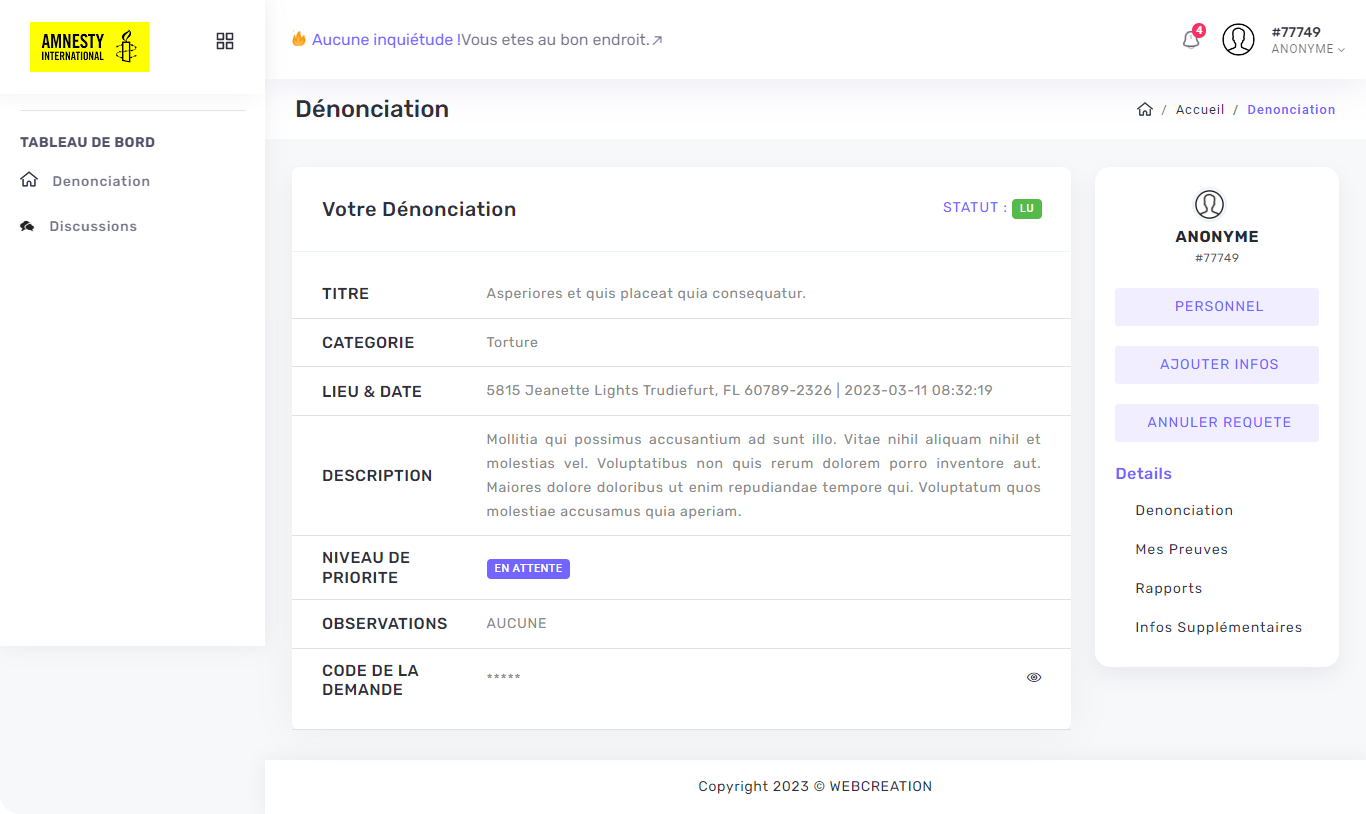 AMNESTY
INTERNATIONAL
Aucune inquiétude !Vous etes au bon endroit.
4
#77749
ANONYME
Dénonciation
/ Accueil / Denonciation
TABLEAU DE BORD
Denonciation
Discussions
Votre Dénonciation
STATUT : LU
TITRE
Asperiores et quis placeat quia consequatur.
CATEGORIE
Torture
LIEU & DATE
5815 Jeanette Lights Trudiefurt, FL 60789-2326 | 2023-03-11 08:32:19
DESCRIPTION
Mollitia qui possimus accusantium ad sunt illo. Vitae nihil aliquam nihil et
molestias vel. Voluptatibus non quis rerum dolorem porro inventore aut.
Maiores dolore doloribus ut enim repudiandae tempore qui. Voluptatum quos
molestiae accusamus quia aperiam.
NIVEAU DE
PRIORITE
EN ATTENTE
OBSERVATIONS
AUCUNE
CODE DE LA
DEMANDE
*****
ANONYME
#77749
PERSONNEL
AJOUTER INFOS
ANNULER REQUETE
Details
Denonciation
Mes Preuves
Rapports
Infos Supplémentaires
Copyright 2023 © WEBCREATION